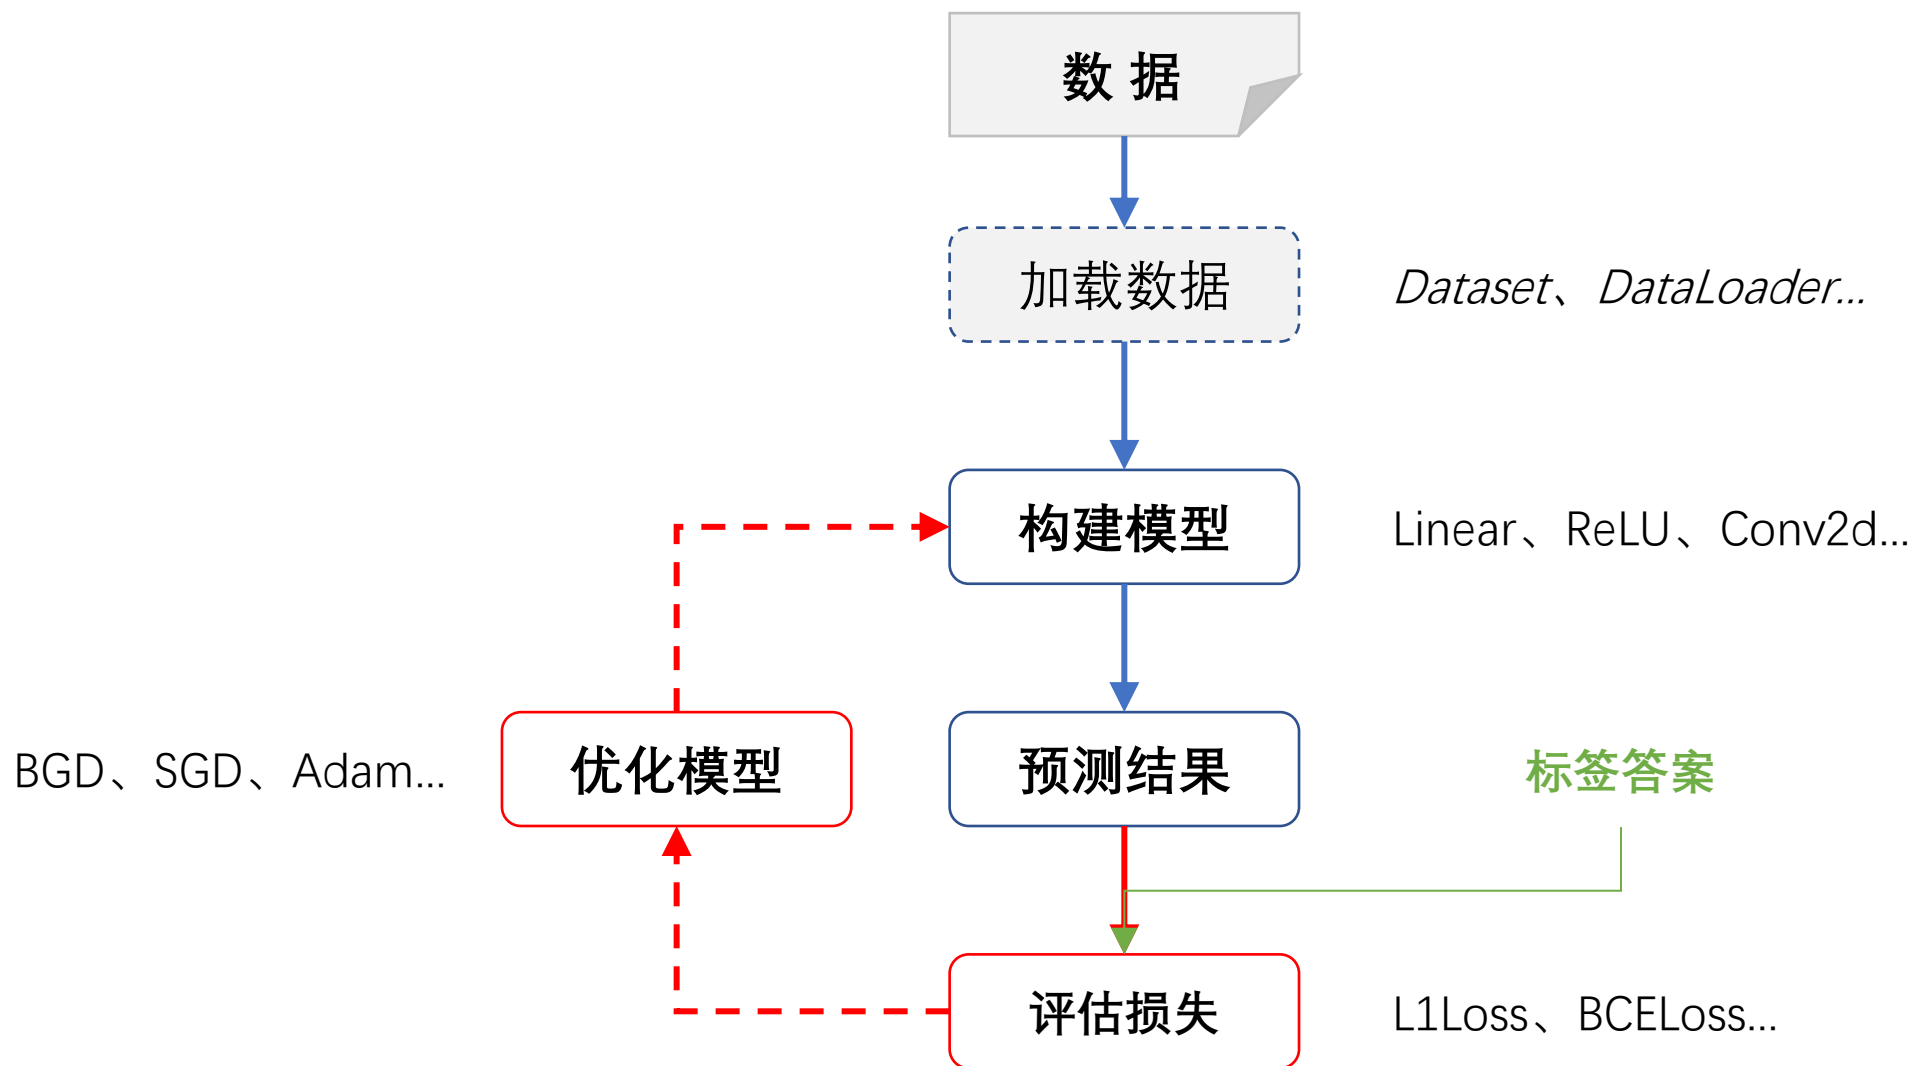 数 据
加载数据
Dataset、DataLoader...
构建模型
Linear、ReLU、Conv2d...
BGD、SGD、Adam...
优化模型
预测结果
标签答案
评估损失
L1Loss、BCELoss...